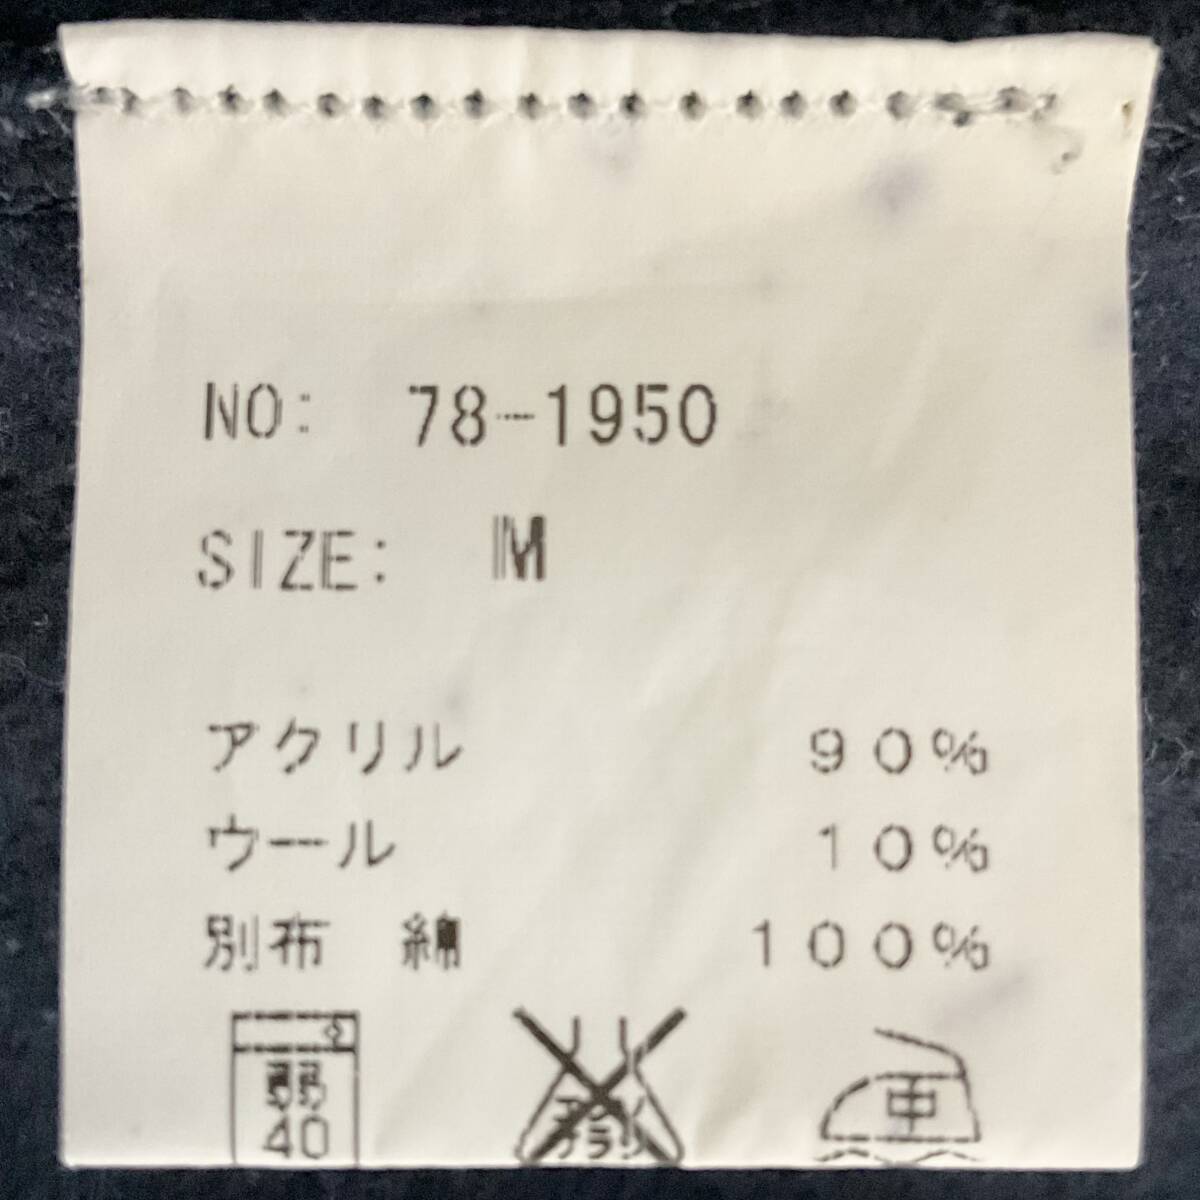 NO: 78-1950
SIZE: M
アクリル 90%
ウール 10%
別布 綿 100%
弱
40
中